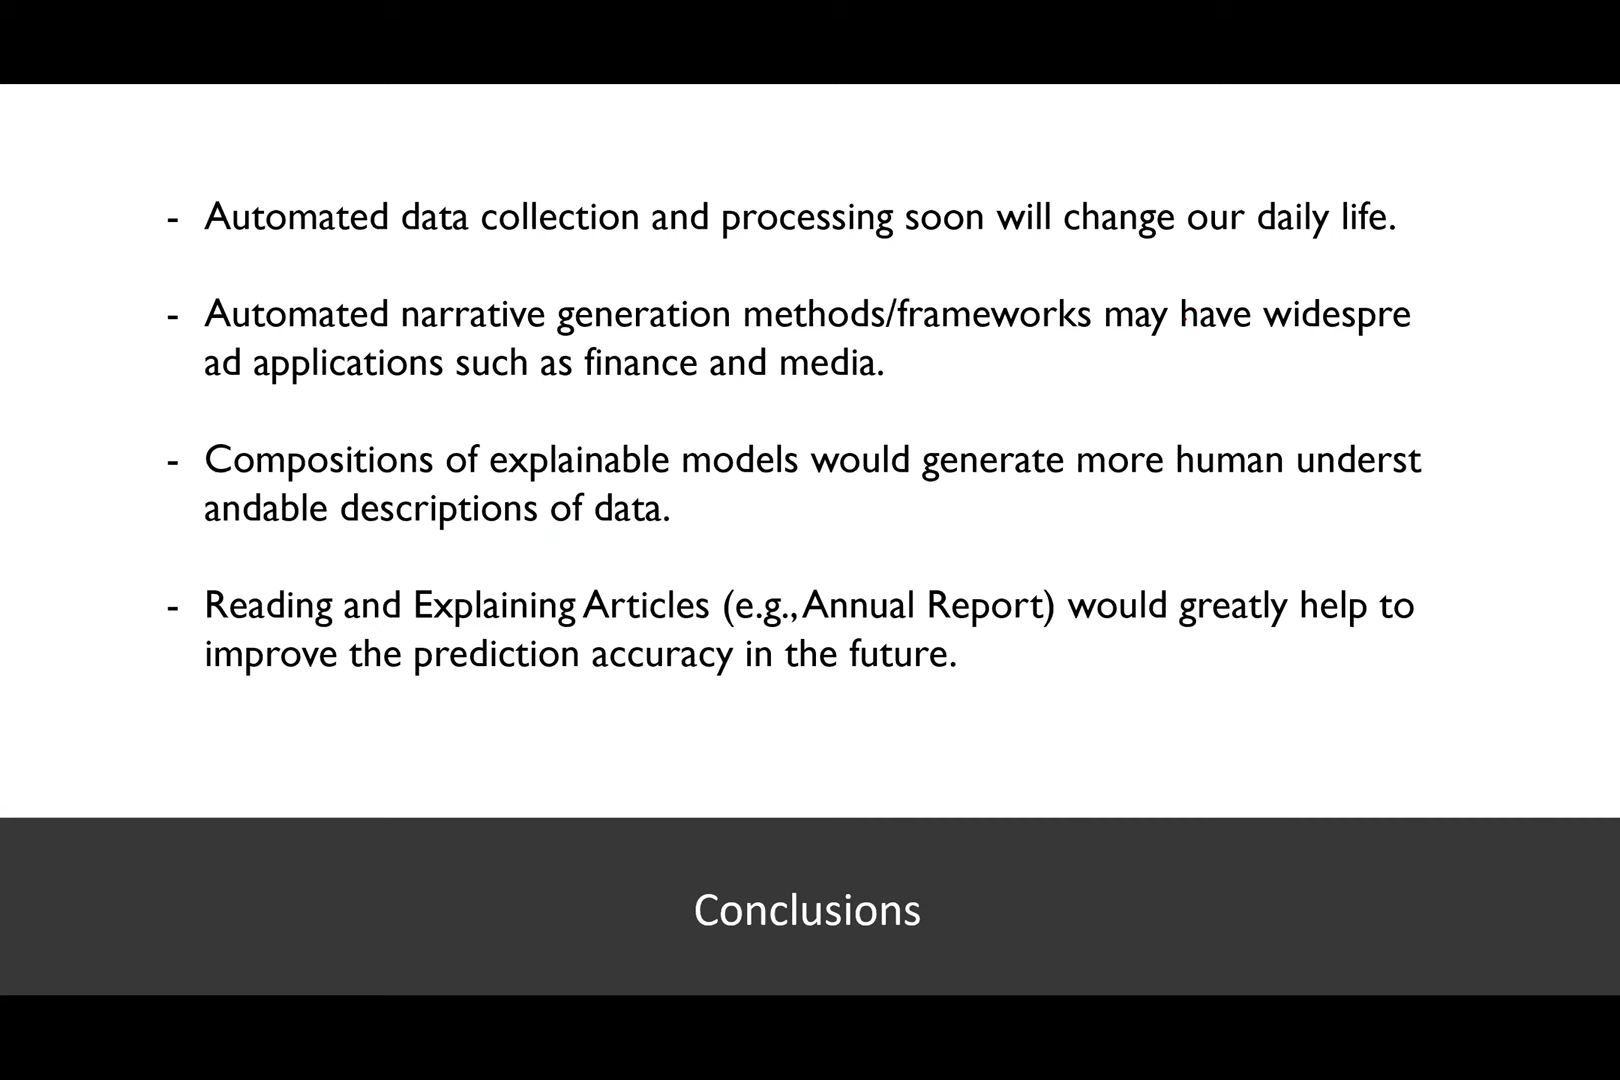 - Automated data collection and processing soon will change our daily life.
- Automated narrative generation methods/frameworks may have widespre
ad applications such as finance and media.
- Compositions of explainable models would generate more human underst
andable descriptions of data.
- Reading and Explaining Articles (e.g., Annual Report) would greatly help to
improve the prediction accuracy in the future.
Conclusions